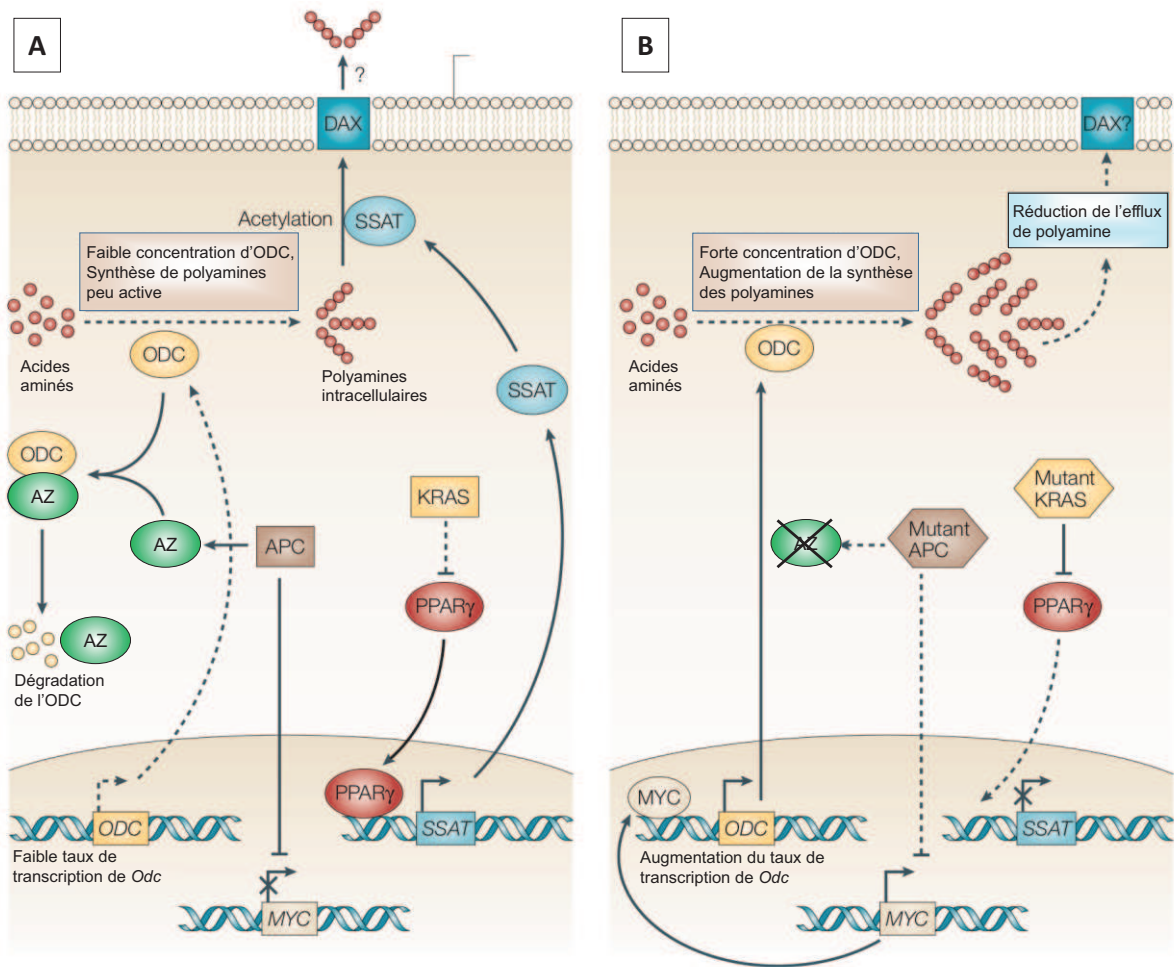 A
?
DAX
Acetylation
SSAT
Faible concentration d'ODC,
Synthèse de polyamines
peu active
Acides
aminés
ODC
Polyamines
intracellulaires
SSAT
ODC
AZ
KRAS
AZ
APC
PPARγ
AZ
Dégradation
de l'ODC
PPARγ
ODC
SSAT
Faible taux de
transcription de Odc
MYC
B
DAX?
Réduction de l'efflux
de polyamine
Forte concentration d'ODC,
Augmentation de la synthèse
des polyamines
Acides
aminés
ODC
Mutant
KRAS
AZ
Mutant
APC
PPARγ
MYC
ODC
SSAT
Augmentation du taux de
transcription de Odc
MYC